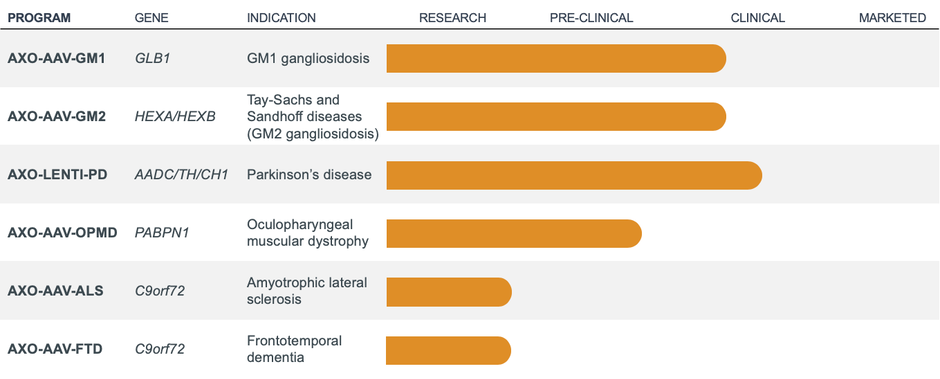 PROGRAM GENE INDICATION RESEARCH PRE-CLINICAL CLINICAL MARKETED
AXO-AAV-GM1 GLB1 GM1 gangliosidosis
AXO-AAV-GM2 HEXA/HEXB Tay-Sachs and
Sandhoff diseases
(GM2 gangliosidosis)
AXO-LENTI-PD AADC/TH/CH1 Parkinson’s disease
AXO-AAV-OPMD PABPN1 Oculopharyngeal
muscular dystrophy
AXO-AAV-ALS C9orf72 Amyotrophic lateral
sclerosis
AXO-AAV-FTD C9orf72 Frontotemporal
dementia